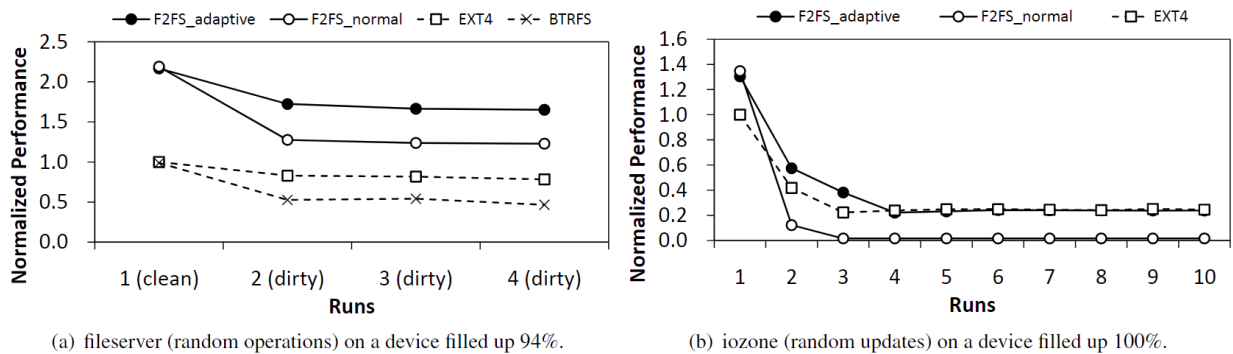 F2FS_adaptive F2FS_normal EXT4 BTRFS
2.5
2.0
1.5
1.0
0.5
0.0
Normalized Performance
1 (clean) 2 (dirty) 3 (dirty) 4 (dirty)
Runs
(a) fileserver (random operations) on a device filled up 94%.
F2FS_adaptive F2FS_normal EXT4
1.6
1.4
1.2
1.0
0.8
0.6
0.4
0.2
0.0
Normalized Performance
1 2 3 4 5 6 7 8 9 10
Runs
(b) iozone (random updates) on a device filled up 100%.